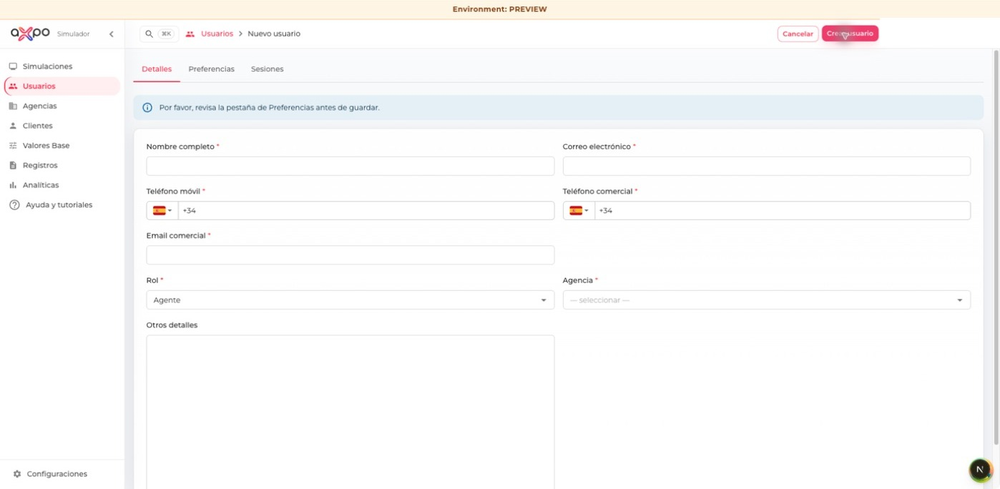 Environment: PREVIEW
axpo Simulador
⌘K Usuarios > Nuevo usuario
Cancelar
Crear usuario
Simulaciones
Usuarios
Agencias
Clientes
Valores Base
Registros
Analíticas
Ayuda y tutoriales
Configuraciones
Detalles Preferencias Sesiones
Por favor, revisa la pestaña de Preferencias antes de guardar.
Nombre completo *
Correo electrónico *
Teléfono móvil *
+34
Teléfono comercial *
+34
Email comercial *
Rol *
Agente
Agencia *
— seleccionar —
Otros detalles
N